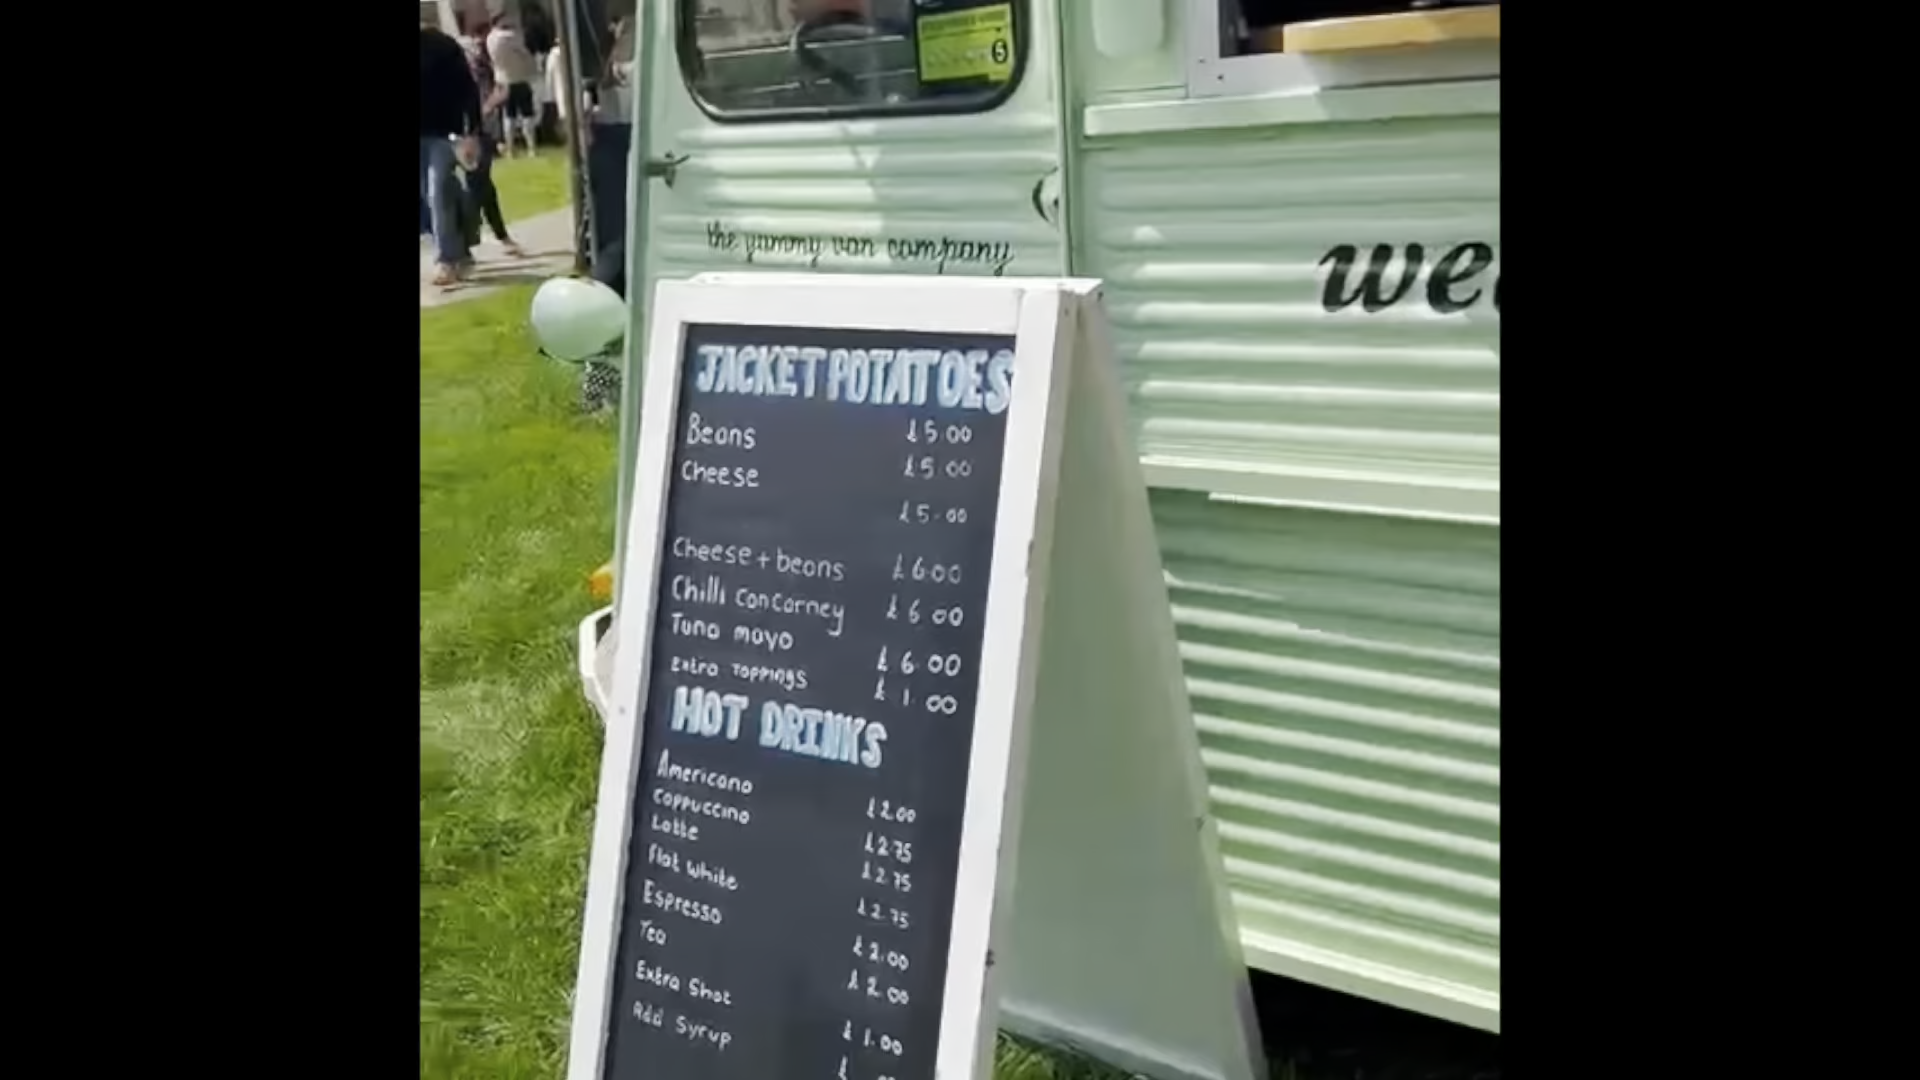 5
the yummy van company
we
JACKET POTATOES
Beans £5.00
Cheese £5.00
£5.00
Cheese + beans £6.00
Chilli Concarney £6.00
Tuna mayo £6.00
Extra Toppings £1.00
HOT DRINKS
Americano £2.00
Cappuccino £2.75
Latte £2.75
Flat white £2.75
Espresso £2.00
Tea £2.00
Extra Shot £1.00
Add Syrup £